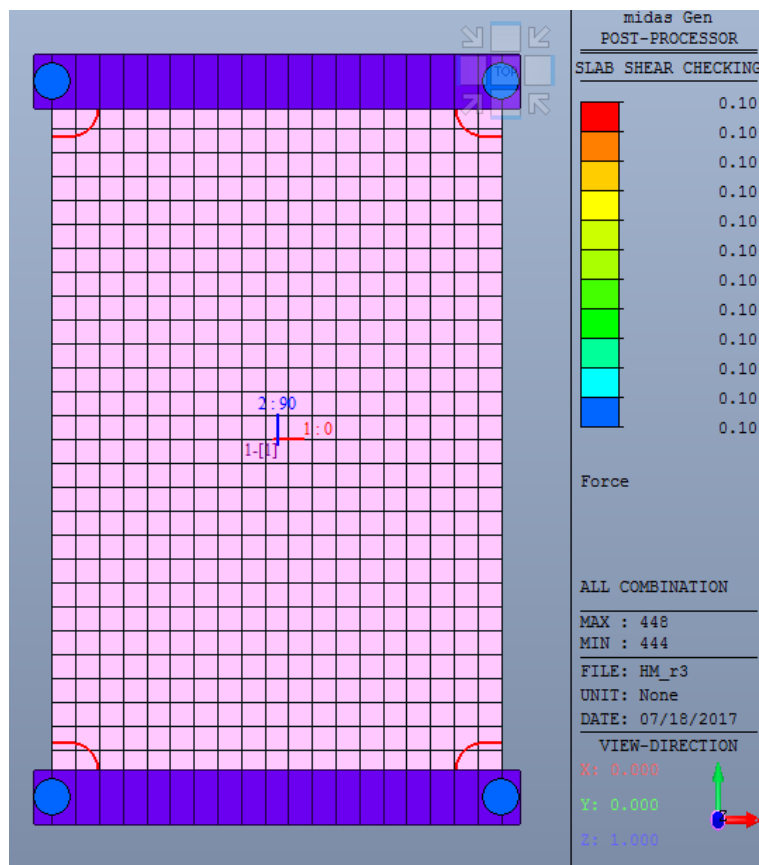 midas Gen
POST-PROCESSOR
SLAB SHEAR CHECKING
0.10
0.10
0.10
0.10
0.10
0.10
0.10
0.10
0.10
0.10
0.10
0.10
Force
ALL COMBINATION
MAX : 448
MIN : 444
FILE: HM_r3
UNIT: None
DATE: 07/18/2017
VIEW-DIRECTION
X: 0.000
Y: 0.000
Z: 1.000
TOP
2 : 90
1 : 0
1-[1]